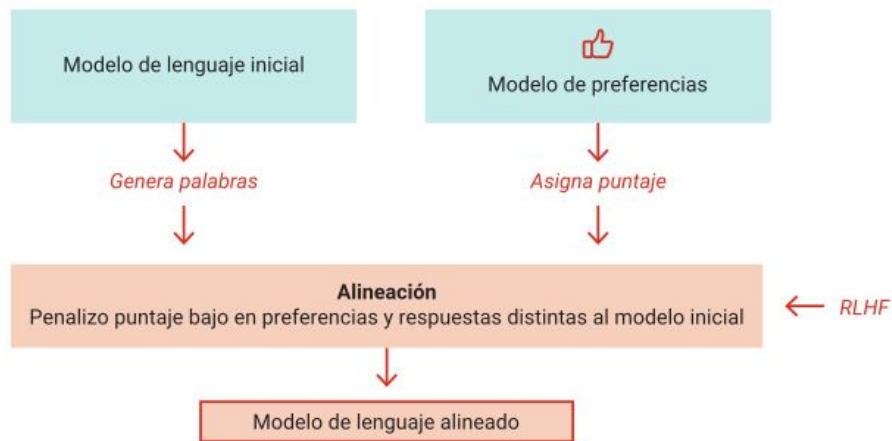 Modelo de lenguaje inicial
Modelo de preferencias
Genera palabras
Asigna puntaje
Alineación
Penalizo puntaje bajo en preferencias y respuestas distintas al modelo inicial
RLHF
Modelo de lenguaje alineado